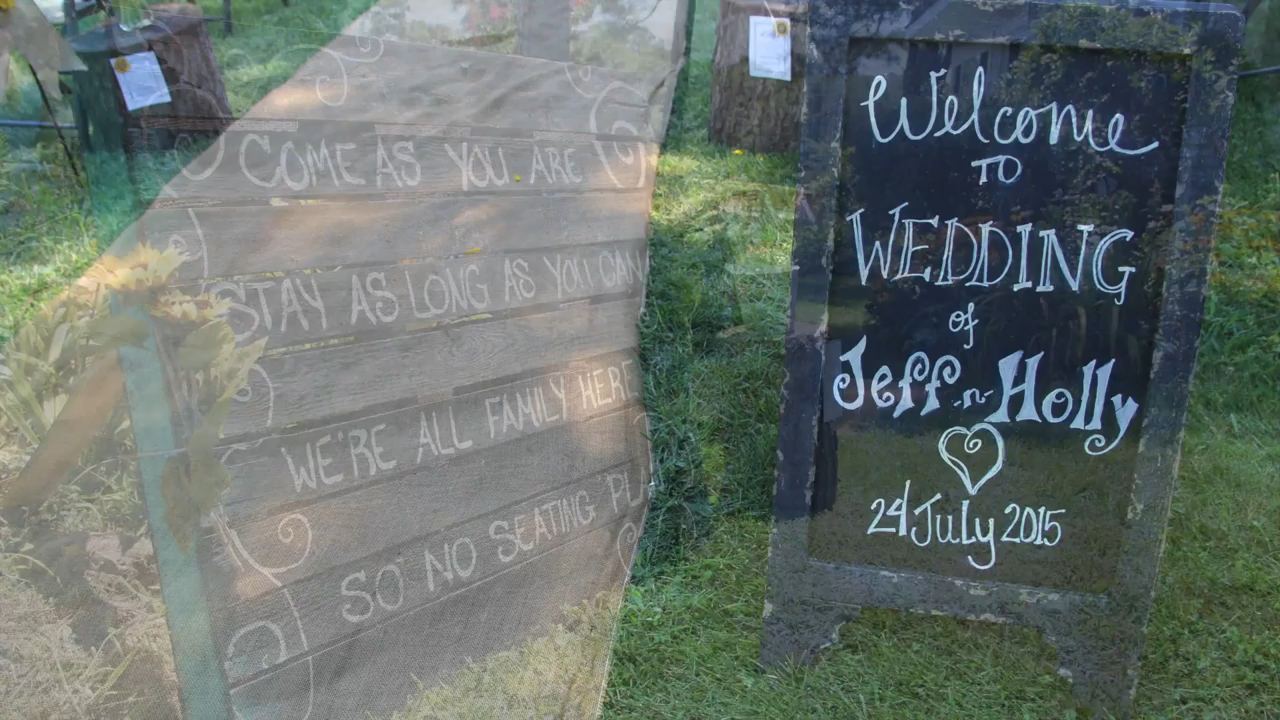 COME AS YOU ARE
STAY AS LONG AS YOU CAN
WE'RE ALL FAMILY HERE
SO NO SEATING
Welcome
TO
WEDDING
of
Jeff -n- Holly
24 July 2015